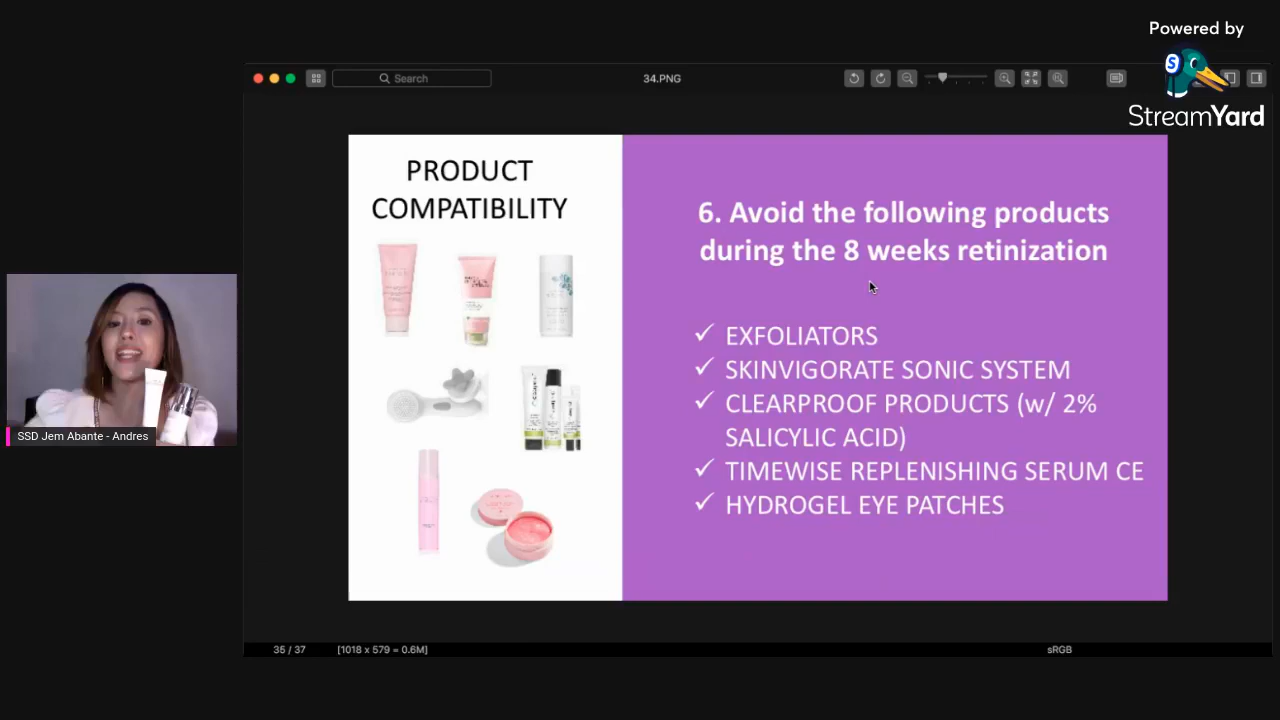 Powered by
S
StreamYard
Search
34.PNG
PRODUCT
COMPATIBILITY
6. Avoid the following products
during the 8 weeks retinization
✓ EXFOLIATORS
✓ SKINVIGORATE SONIC SYSTEM
✓ CLEARPROOF PRODUCTS (w/ 2%
SALICYLIC ACID)
✓ TIMEWISE REPLENISHING SERUM CE
✓ HYDROGEL EYE PATCHES
SSD Jem Abante - Andres
35 / 37
[1018 x 579 = 0.6M]
sRGB